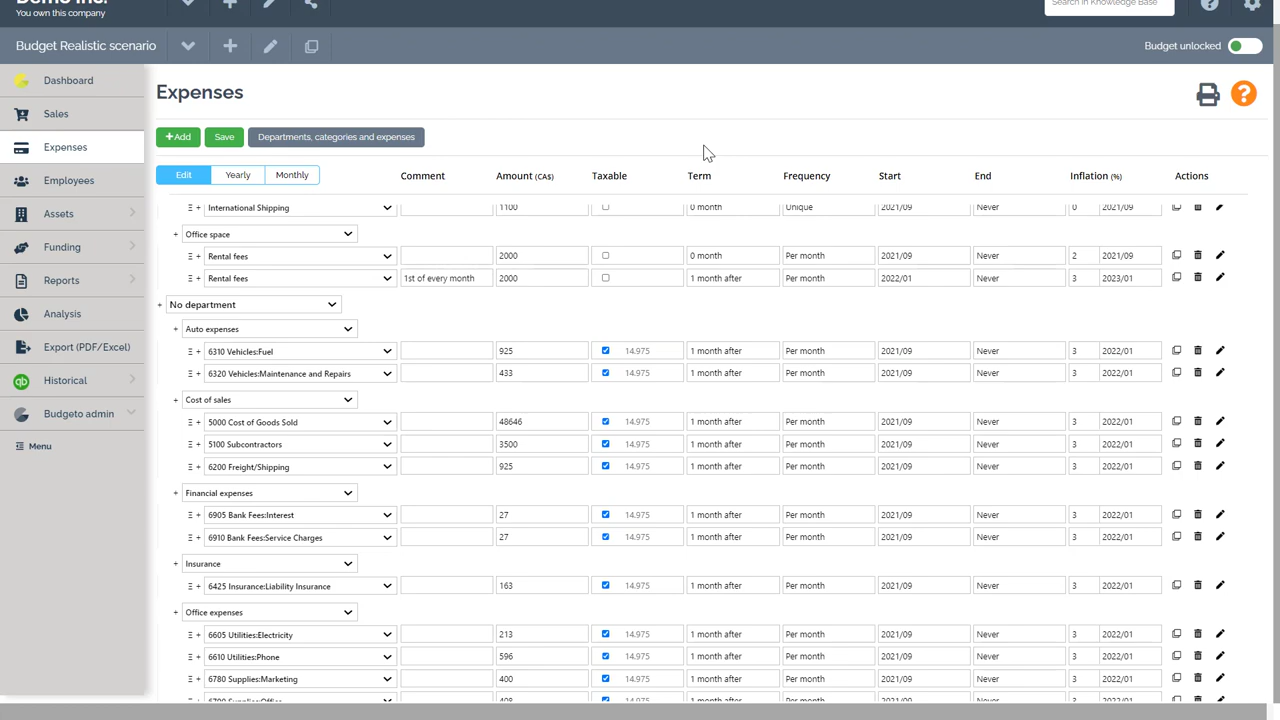 Demo Inc.
You own this company
Search in Knowledge Base
Budget Realistic scenario
Budget unlocked
Dashboard
Sales
Expenses
Employees
Assets
Funding
Reports
Analysis
Export (PDF/Excel)
Historical
Budgeto admin
Menu
Expenses
+Add Save Departments, categories and expenses
Edit Yearly Monthly Comment Amount (CA$) Taxable Term Frequency Start End Inflation (%) Actions
International Shipping 1100 0 month Unique 2021/09 Never 0 2021/09
Office space
Rental fees 2000 0 month Per month 2021/09 Never 2 2021/09
Rental fees 1st of every month 2000 1 month after Per month 2022/01 Never 3 2023/01
No department
Auto expenses
6310 Vehicles:Fuel 925 14.975 1 month after Per month 2021/09 Never 3 2022/01
6320 Vehicles:Maintenance and Repairs 433 14.975 1 month after Per month 2021/09 Never 3 2022/01
Cost of sales
5000 Cost of Goods Sold 48646 14.975 1 month after Per month 2021/09 Never 3 2022/01
5100 Subcontractors 3500 14.975 1 month after Per month 2021/09 Never 3 2022/01
6200 Freight/Shipping 925 14.975 1 month after Per month 2021/09 Never 3 2022/01
Financial expenses
6905 Bank Fees:Interest 27 14.975 1 month after Per month 2021/09 Never 3 2022/01
6910 Bank Fees:Service Charges 27 14.975 1 month after Per month 2021/09 Never 3 2022/01
Insurance
6425 Insurance:Liability Insurance 163 14.975 1 month after Per month 2021/09 Never 3 2022/01
Office expenses
6605 Utilities:Electricity 213 14.975 1 month after Per month 2021/09 Never 3 2022/01
6610 Utilities:Phone 596 14.975 1 month after Per month 2021/09 Never 3 2022/01
6780 Supplies:Marketing 400 14.975 1 month after Per month 2021/09 Never 3 2022/01